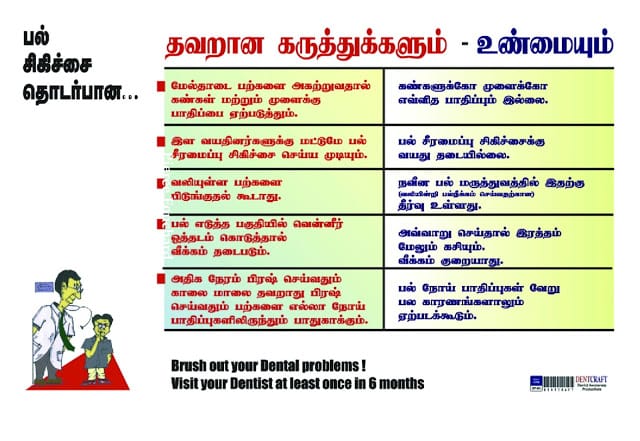 பல்
சிகிச்சை
தொடர்பான...
தவறான கருத்துக்களும் - உண்மையும்
மேல்தாடை பற்களை அகற்றுவதால்
கண்கள் மற்றும் முளைக்கு
பாதிப்பை ஏற்படுத்தும்.
கண்களுக்கோ முளைக்கோ
எவ்வித பாதிப்பும் இல்லை.
இள வயதினர்களுக்கு மட்டுமே பல்
சீரமைப்பு சிகிச்சை செய்ய முடியும்.
பல் சீரமைப்பு சிகிச்சைக்கு
வயது தடையில்லை.
வலியுள்ள பற்களை
பிடுங்குதல் கூடாது.
நவீன பல் மருத்துவத்தில் இதற்கு
(வலியின்றி பல்நீக்கம் செய்வதற்கான)
தீர்வு உள்ளது.
பல் எடுத்த பகுதியில் வென்னீர்
ஒத்தடம் கொடுத்தால்
வீக்கம் தடைபடும்.
அவ்வாறு செய்தால் இரத்தம்
மேலும் கசியும்.
வீக்கம் குறையாது.
அதிக நேரம் பிரஷ் செய்வதும்
காலை மாலை தவறாது பிரஷ்
செய்வதும் பற்களை எல்லா நோய்
பாதிப்புகளிலிருந்தும் பாதுகாக்கும்.
பல் நோய் பாதிப்புகள் வேறு
பல காரணங்களாலும்
ஏற்படக்கூடும்.
Brush out your Dental problems !
Visit your Dentist at least once in 6 months
DENTCRAFT
Dental Awareness
Promotions